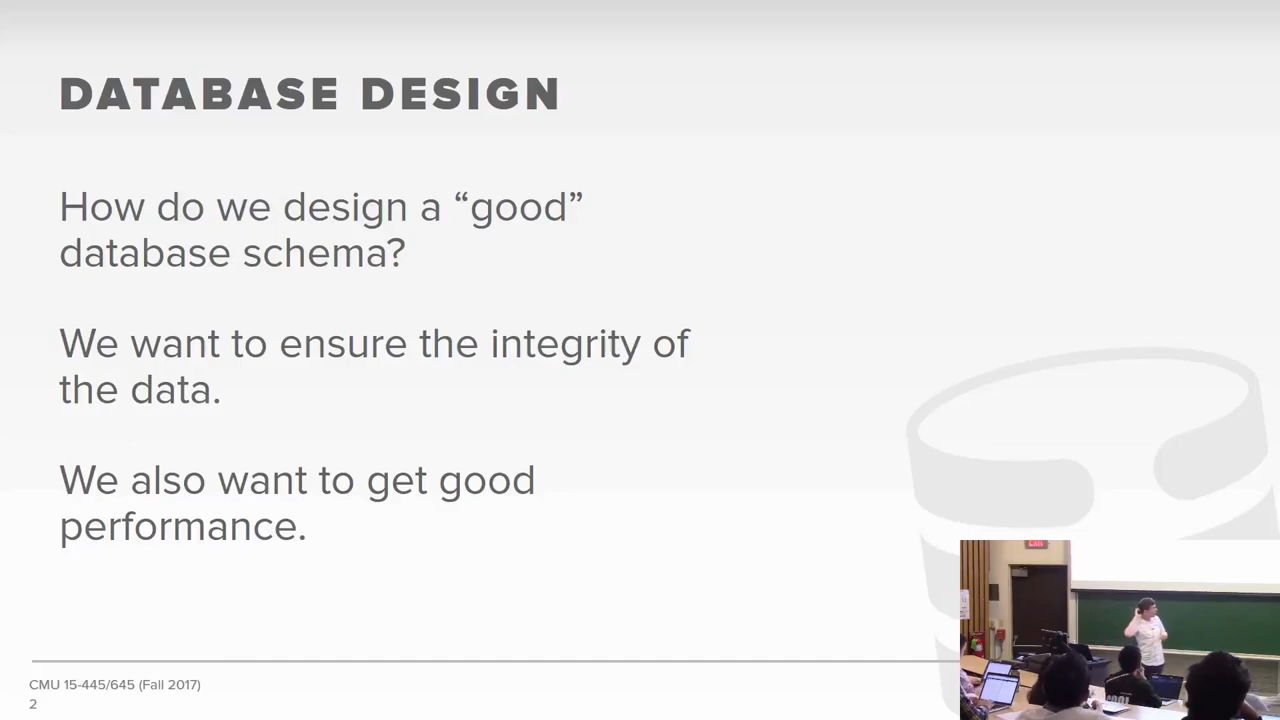 DATABASE DESIGN
How do we design a “good”
database schema?
We want to ensure the integrity of
the data.
We also want to get good
performance.
CMU 15-445/645 (Fall 2017)
2